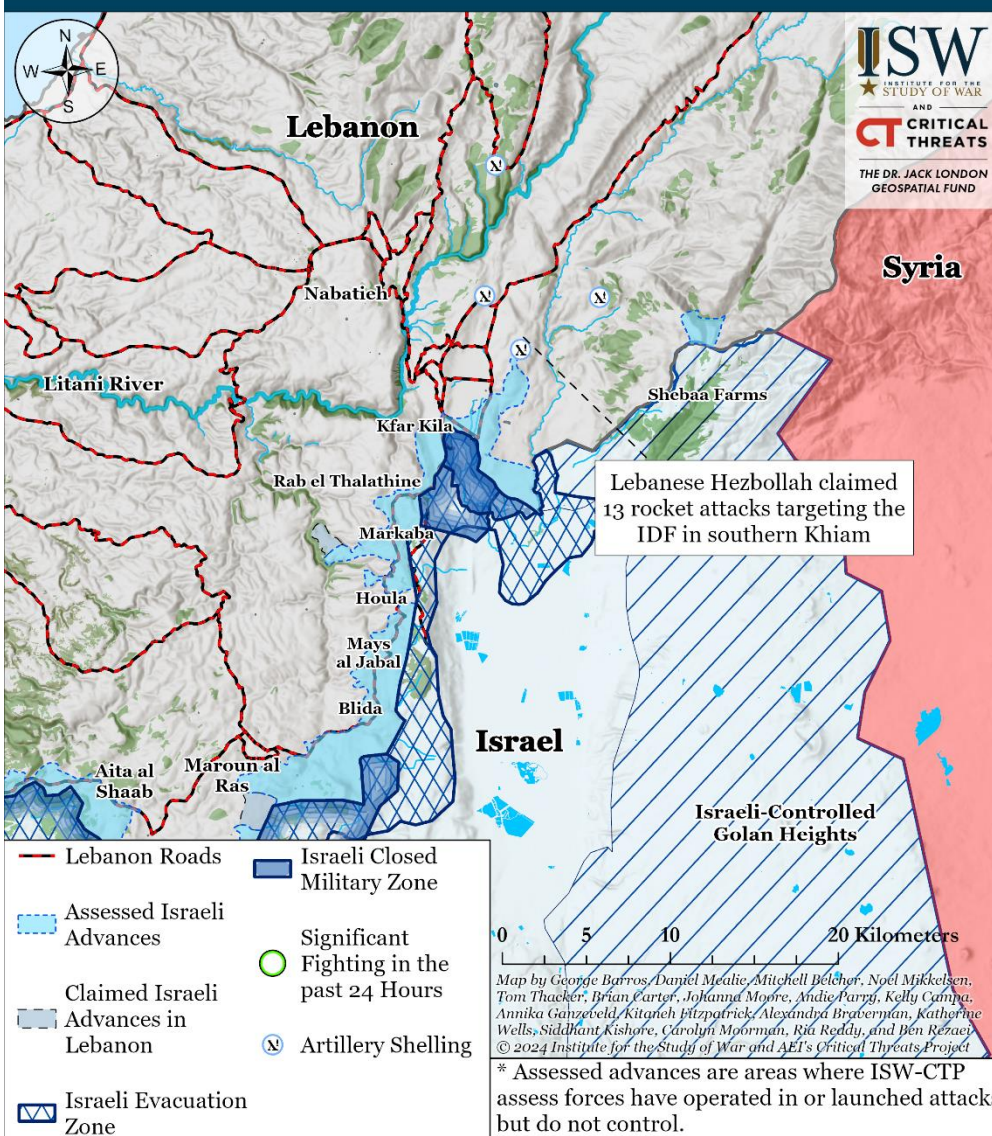 N
W
E
S
ISW
INSTITUTE FOR THE
STUDY OF WAR
AND
CT CRITICAL
THREATS
THE DR. JACK LONDON
GEOSPATIAL FUND
Lebanon
Syria
Nabatieh
Litani River
Shebaa Farms
Kfar Kila
Rab el Thalathine
Lebanese Hezbollah claimed
13 rocket attacks targeting the
IDF in southern Khiam
Markaba
Houla
Mays
al Jabal
Blida
Israel
Aita al
Shaab
Maroun al
Ras
Israeli-Controlled
Golan Heights
Lebanon Roads
Assessed Israeli
Advances
Claimed Israeli
Advances in
Lebanon
Israeli Evacuation
Zone
Israeli Closed
Military Zone
Significant
Fighting in the
past 24 Hours
Artillery Shelling
0 5 10 20 Kilometers
Map by George Barros, Daniel Mealie, Mitchell Belcher, Noel Mikkelsen,
Tom Thacker, Brian Carter, Johanna Moore, Andie Parry, Kelly Campa,
Annika Ganzeveld, Kitaneh Fitzpatrick, Alexandra Braverman, Katherine
Wells, Siddhant Kishore, Carolyn Moorman, Ria Reddy, and Ben Rezaei
© 2024 Institute for the Study of War and AEI's Critical Threats Project
* Assessed advances are areas where ISW-CTP
assess forces have operated in or launched attacks
but do not control.